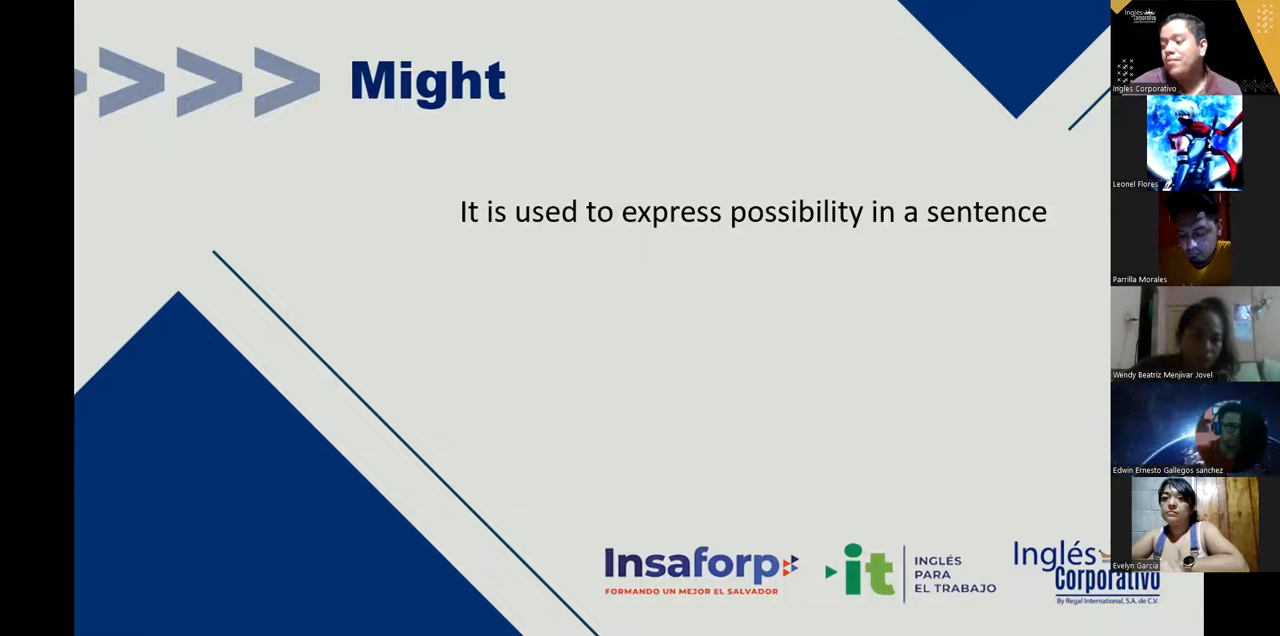 Might
It is used to express possibility in a sentence
Insaforp
FORMANDO UN MEJOR EL SALVADOR
it
INGLÉS
PARA
EL TRABAJO
Inglés
Corporativo
By Regal International, S.A. de C.V.
Inglés
Corporativo
Ingles Corporativo
Leonel Flores
Parrilla Morales
Wendy Beatriz Menjivar Jovel
Edwin Ernesto Gallegos sanchez
Evelyn Garcia